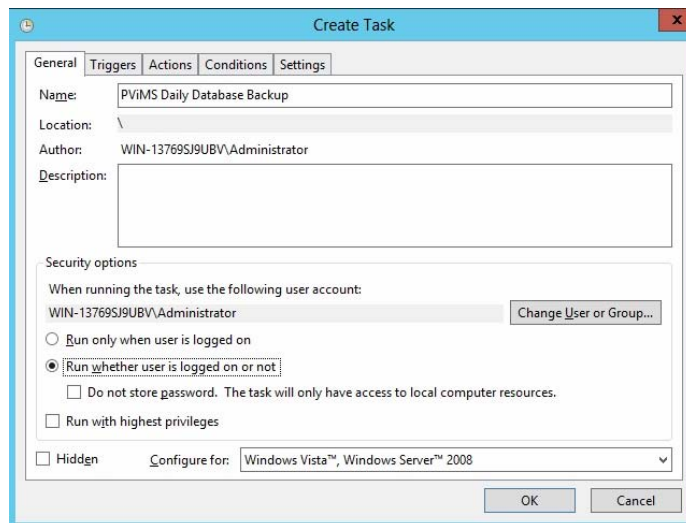 Create Task
x
General Triggers Actions Conditions Settings
Name: PViMS Daily Database Backup
Location: \
Author: WIN-13769SJ9UBV\Administrator
Description:
Security options
When running the task, use the following user account:
WIN-13769SJ9UBV\Administrator Change User or Group...
Run only when user is logged on
Run whether user is logged on or not
Do not store password. The task will only have access to local computer resources.
Run with highest privileges
Hidden Configure for: Windows Vista™, Windows Server™ 2008
OK Cancel